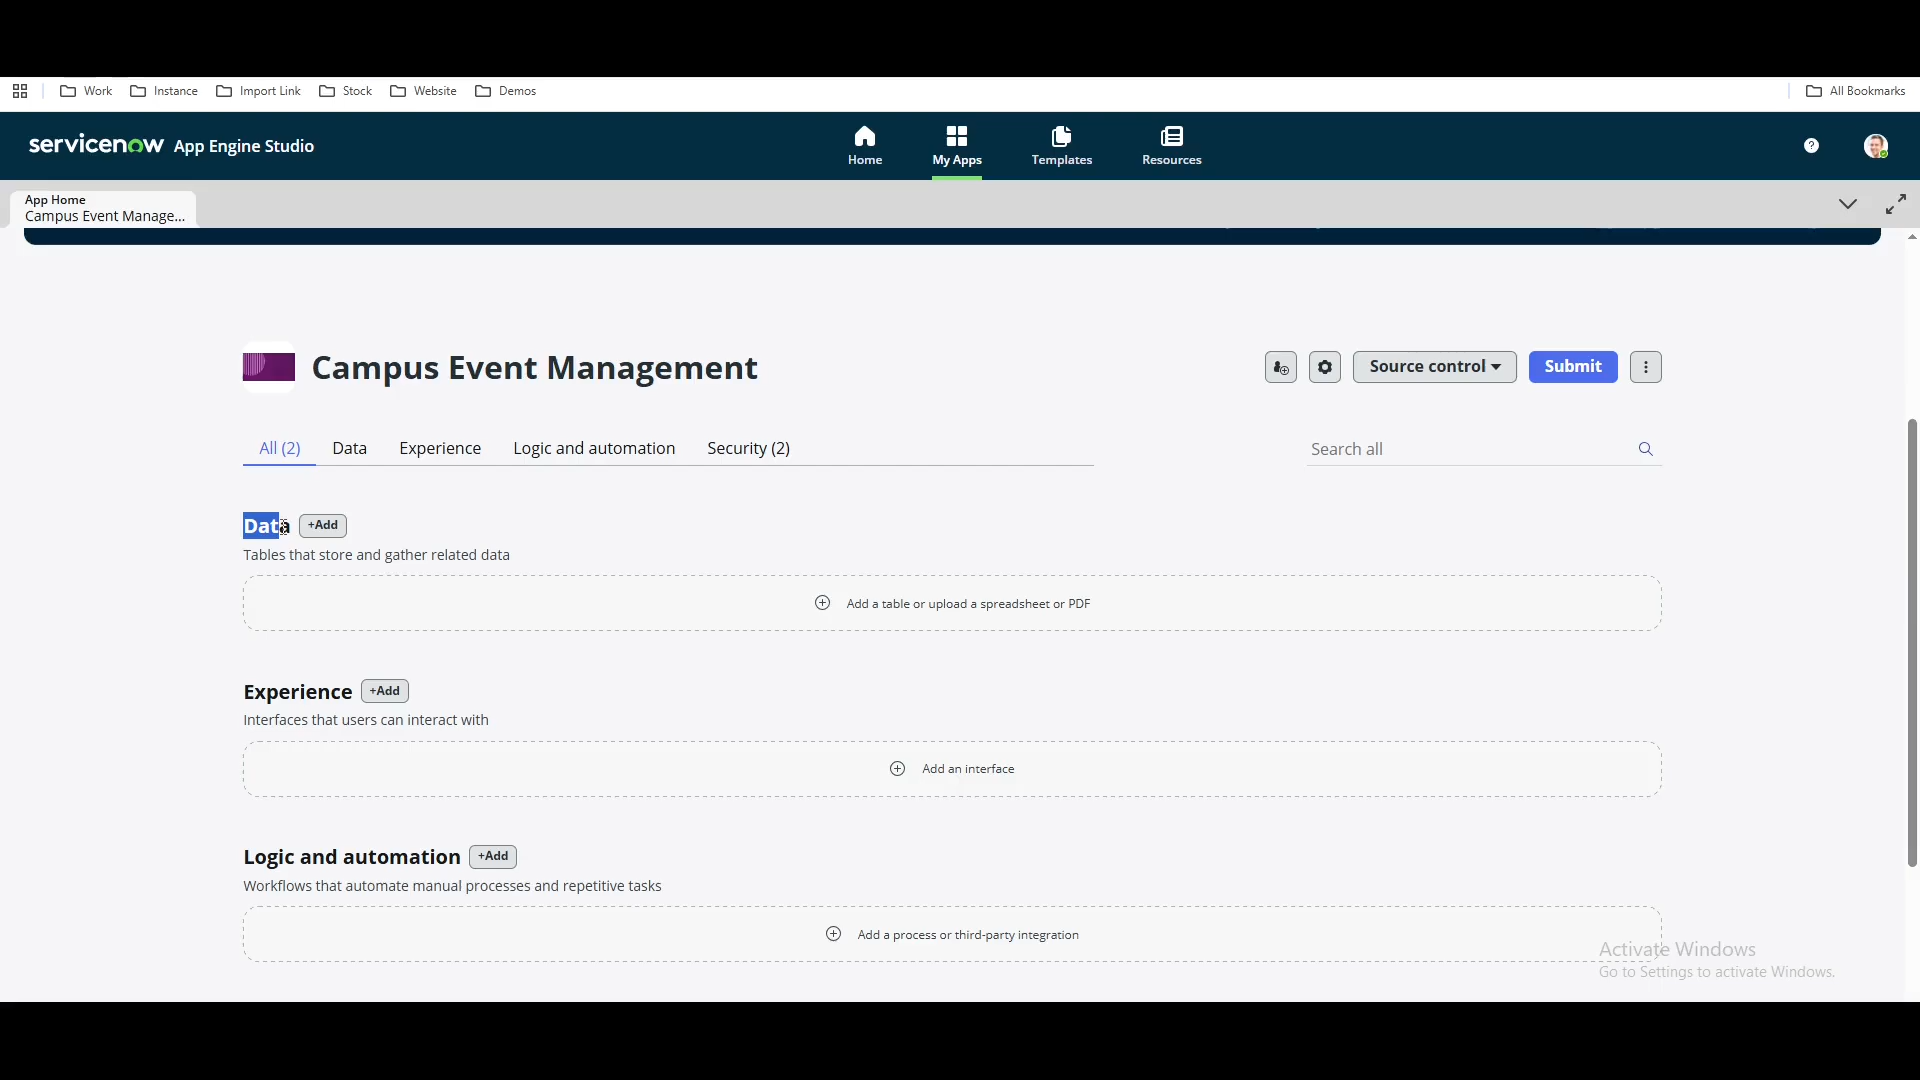 Work Instance Import Link Stock Website Demos All Bookmarks
servicenow App Engine Studio Home My Apps Templates Resources ?
App Home
Campus Event Manage...
Campus Event Management Source control Submit
All (2) Data Experience Logic and automation Security (2) Search all
Data +Add
Tables that store and gather related data
Add a table or upload a spreadsheet or PDF
Experience +Add
Interfaces that users can interact with
Add an interface
Logic and automation +Add
Workflows that automate manual processes and repetitive tasks
Add a process or third-party integration
Activate Windows
Go to Settings to activate Windows.